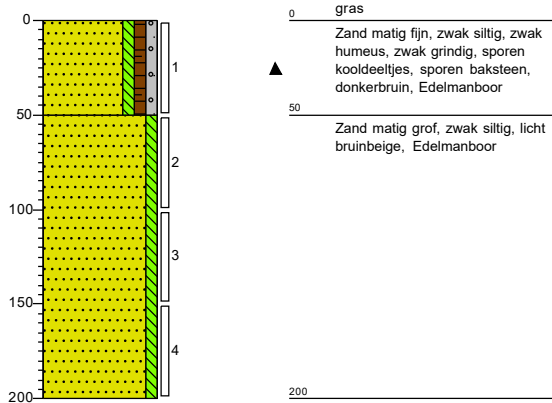 0
50
100
150
200
1
2
3
4
gras
0
Zand matig fijn, zwak siltig, zwak
humeus, zwak grindig, sporen
kooldeeltjes, sporen baksteen,
donkerbruin, Edelmanboor
50
Zand matig grof, zwak siltig, licht
bruinbeige, Edelmanboor
200